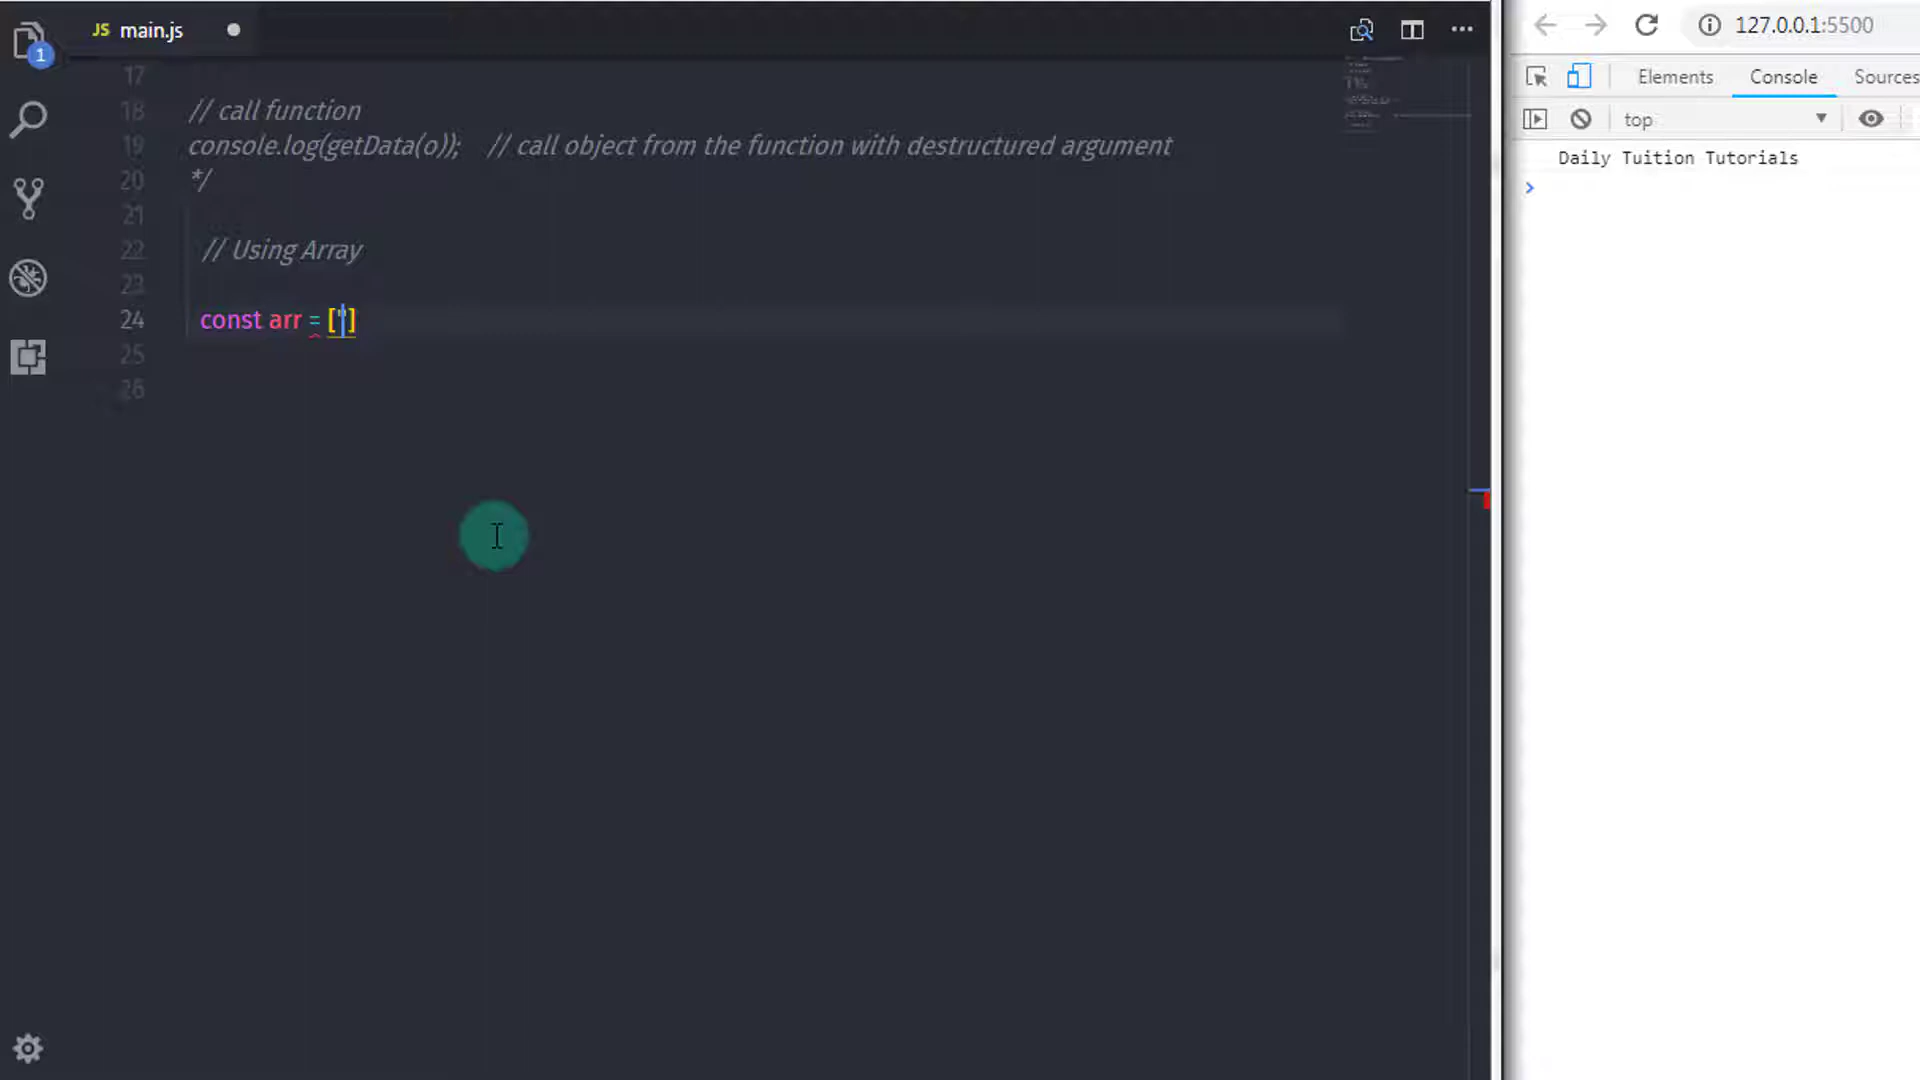 JS main.js
1
17
18 // call function
19 console.log(getData(o)); // call object from the function with destructured argument
20 */
21
22 // Using Array
23
24 const arr = ['']
25
26
127.0.0.1:5500
Elements Console Sources
top
Daily Tuition Tutorials